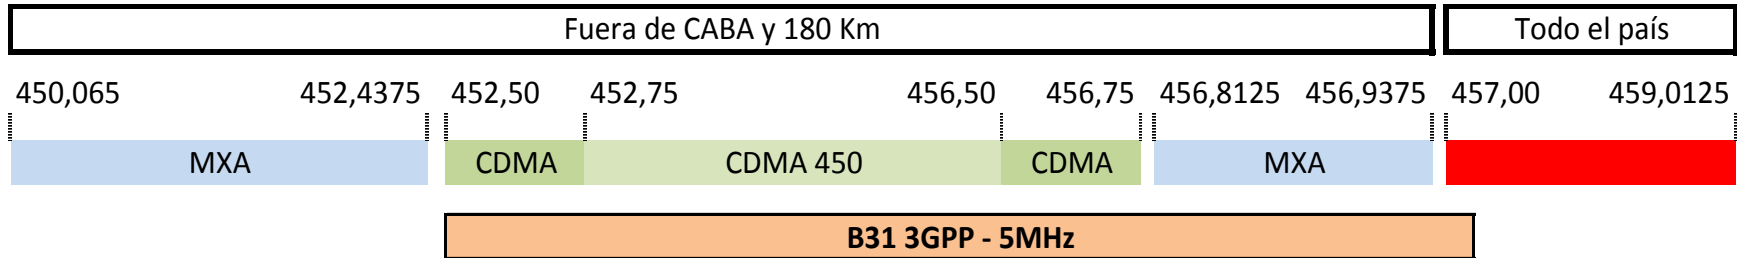 Fuera de CABA y 180 Km Todo el país
450,065 452,4375 452,50 452,75 456,50 456,75 456,8125 456,9375 457,00 459,0125
MXA CDMA CDMA 450 CDMA MXA
B31 3GPP - 5MHz